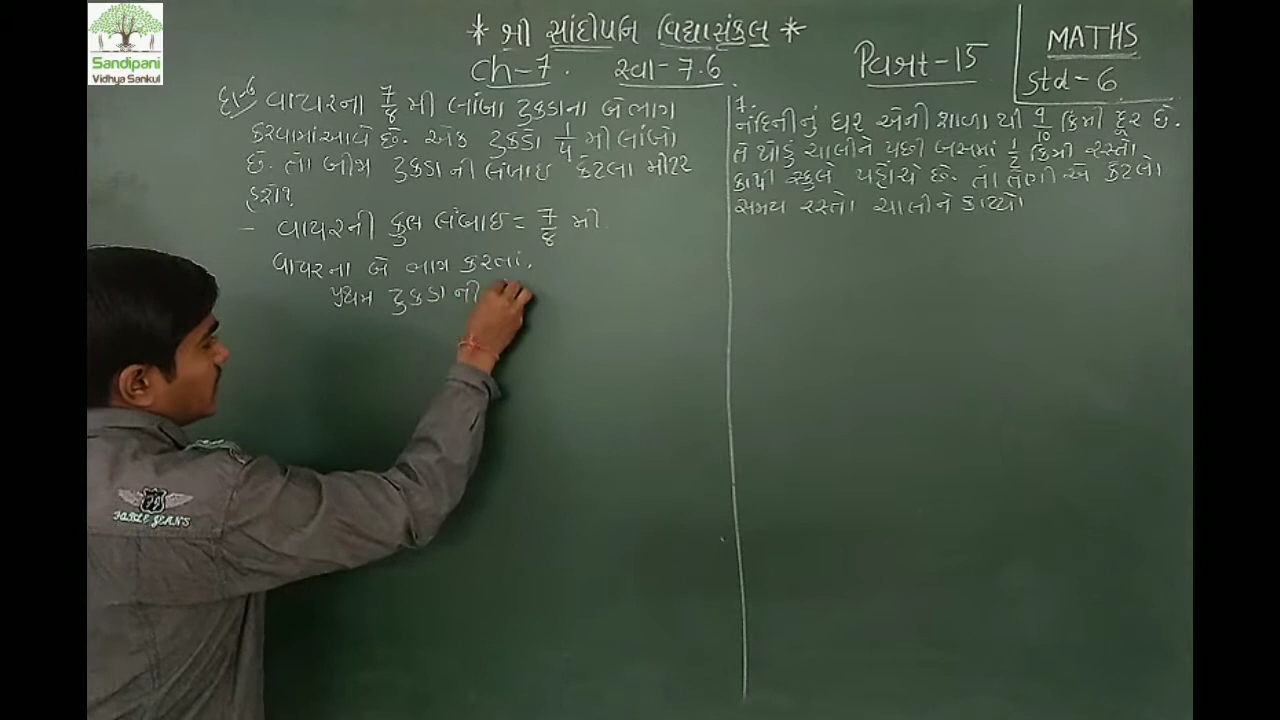 Sandipani
Vidhya Sankul
* શ્રી સાંદીપનિ વિદ્યાસંકુલ *
Ch-7. સ્વા-7.6
Part-15
MATHS
Std-6
દા-6 વાયરના 7/8 મી લાંબા ટુકડાના બે ભાગ
કરવામાં આવે છે. એક ટુકડો 1/4 મી લાંબો
છે. તો બીજા ટુકડા ની લંબાઇ કેટલા મીટર
હશે?
- વાયરની કુલ લંબાઇ = 7/8 મી.
વાયરના બે ભાગ કરતાં,
પ્રથમ ટુકડા ની
7.
નંદિનીનું ઘર એની શાળા થી 9/10 કિમી દૂર છે.
તે થોડું ચાલીને પછી બસમાં 1/2 કિમી રસ્તો
કાપી સ્કુલે પહોંચે છે. તો તેણી એ કેટલો
સમય રસ્તો ચાલીને કાપ્યો